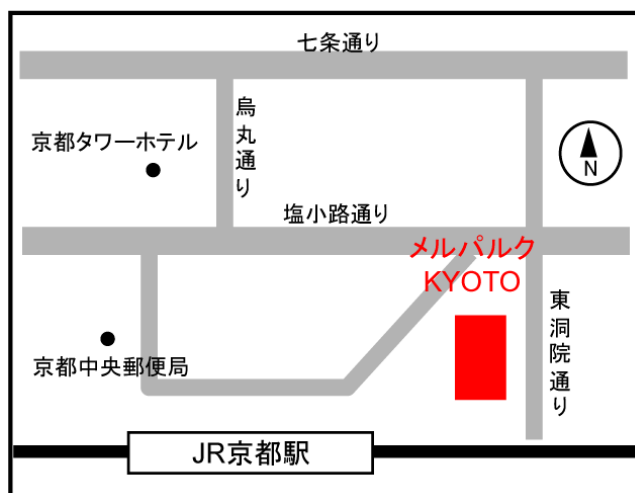 七条通り
烏丸通り
京都タワーホテル
N
塩小路通り
メルパルク
KYOTO
東洞院通り
京都中央郵便局
JR京都駅